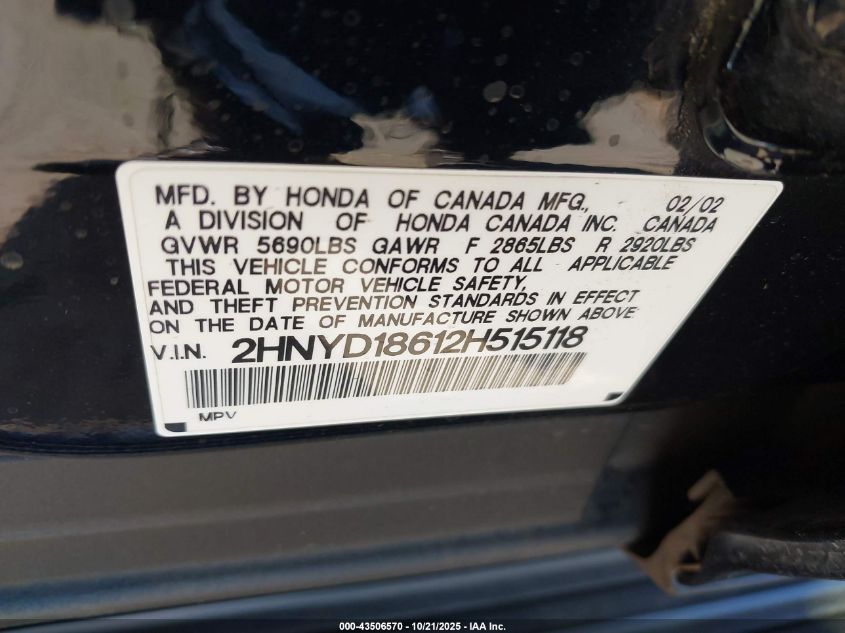 MFD. BY HONDA OF CANADA MFG., 02/02
A DIVISION OF HONDA CANADA INC. CANADA
GVWR 5690LBS GAWR F 2865LBS R 2920LBS
THIS VEHICLE CONFORMS TO ALL APPLICABLE
FEDERAL MOTOR VEHICLE SAFETY,
AND THEFT PREVENTION STANDARDS IN EFFECT
ON THE DATE OF MANUFACTURE SHOWN ABOVE.
V.I.N. 2HNYD18612H515118
MPV
000-43506570 - 10/21/2025 - IAA Inc.